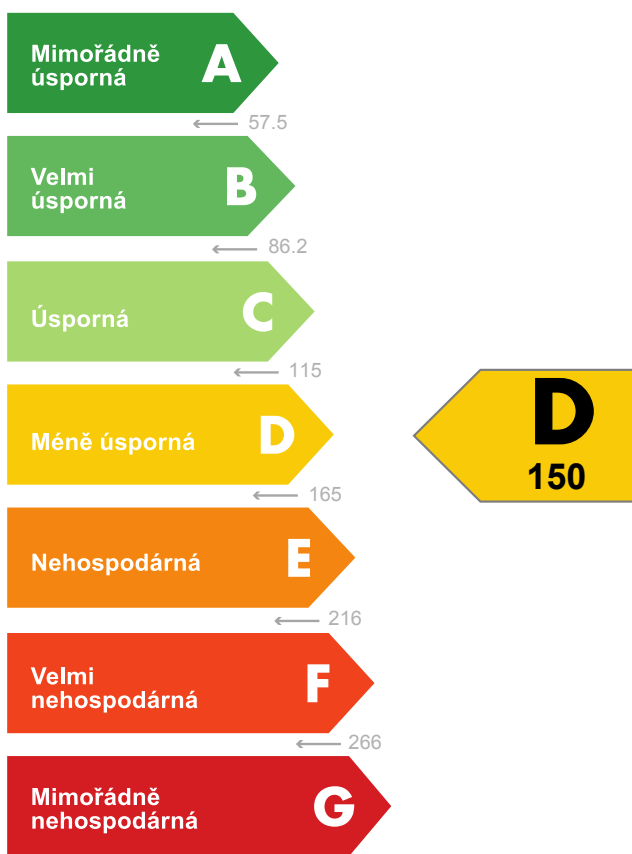 Mimořádně
úsporná
A
57.5
Velmi
úsporná
B
86.2
Úsporná
C
115
Méně úsporná
D
D
150
165
Nehospodárná
E
216
Velmi
nehospodárná
F
266
Mimořádně
nehospodárná
G